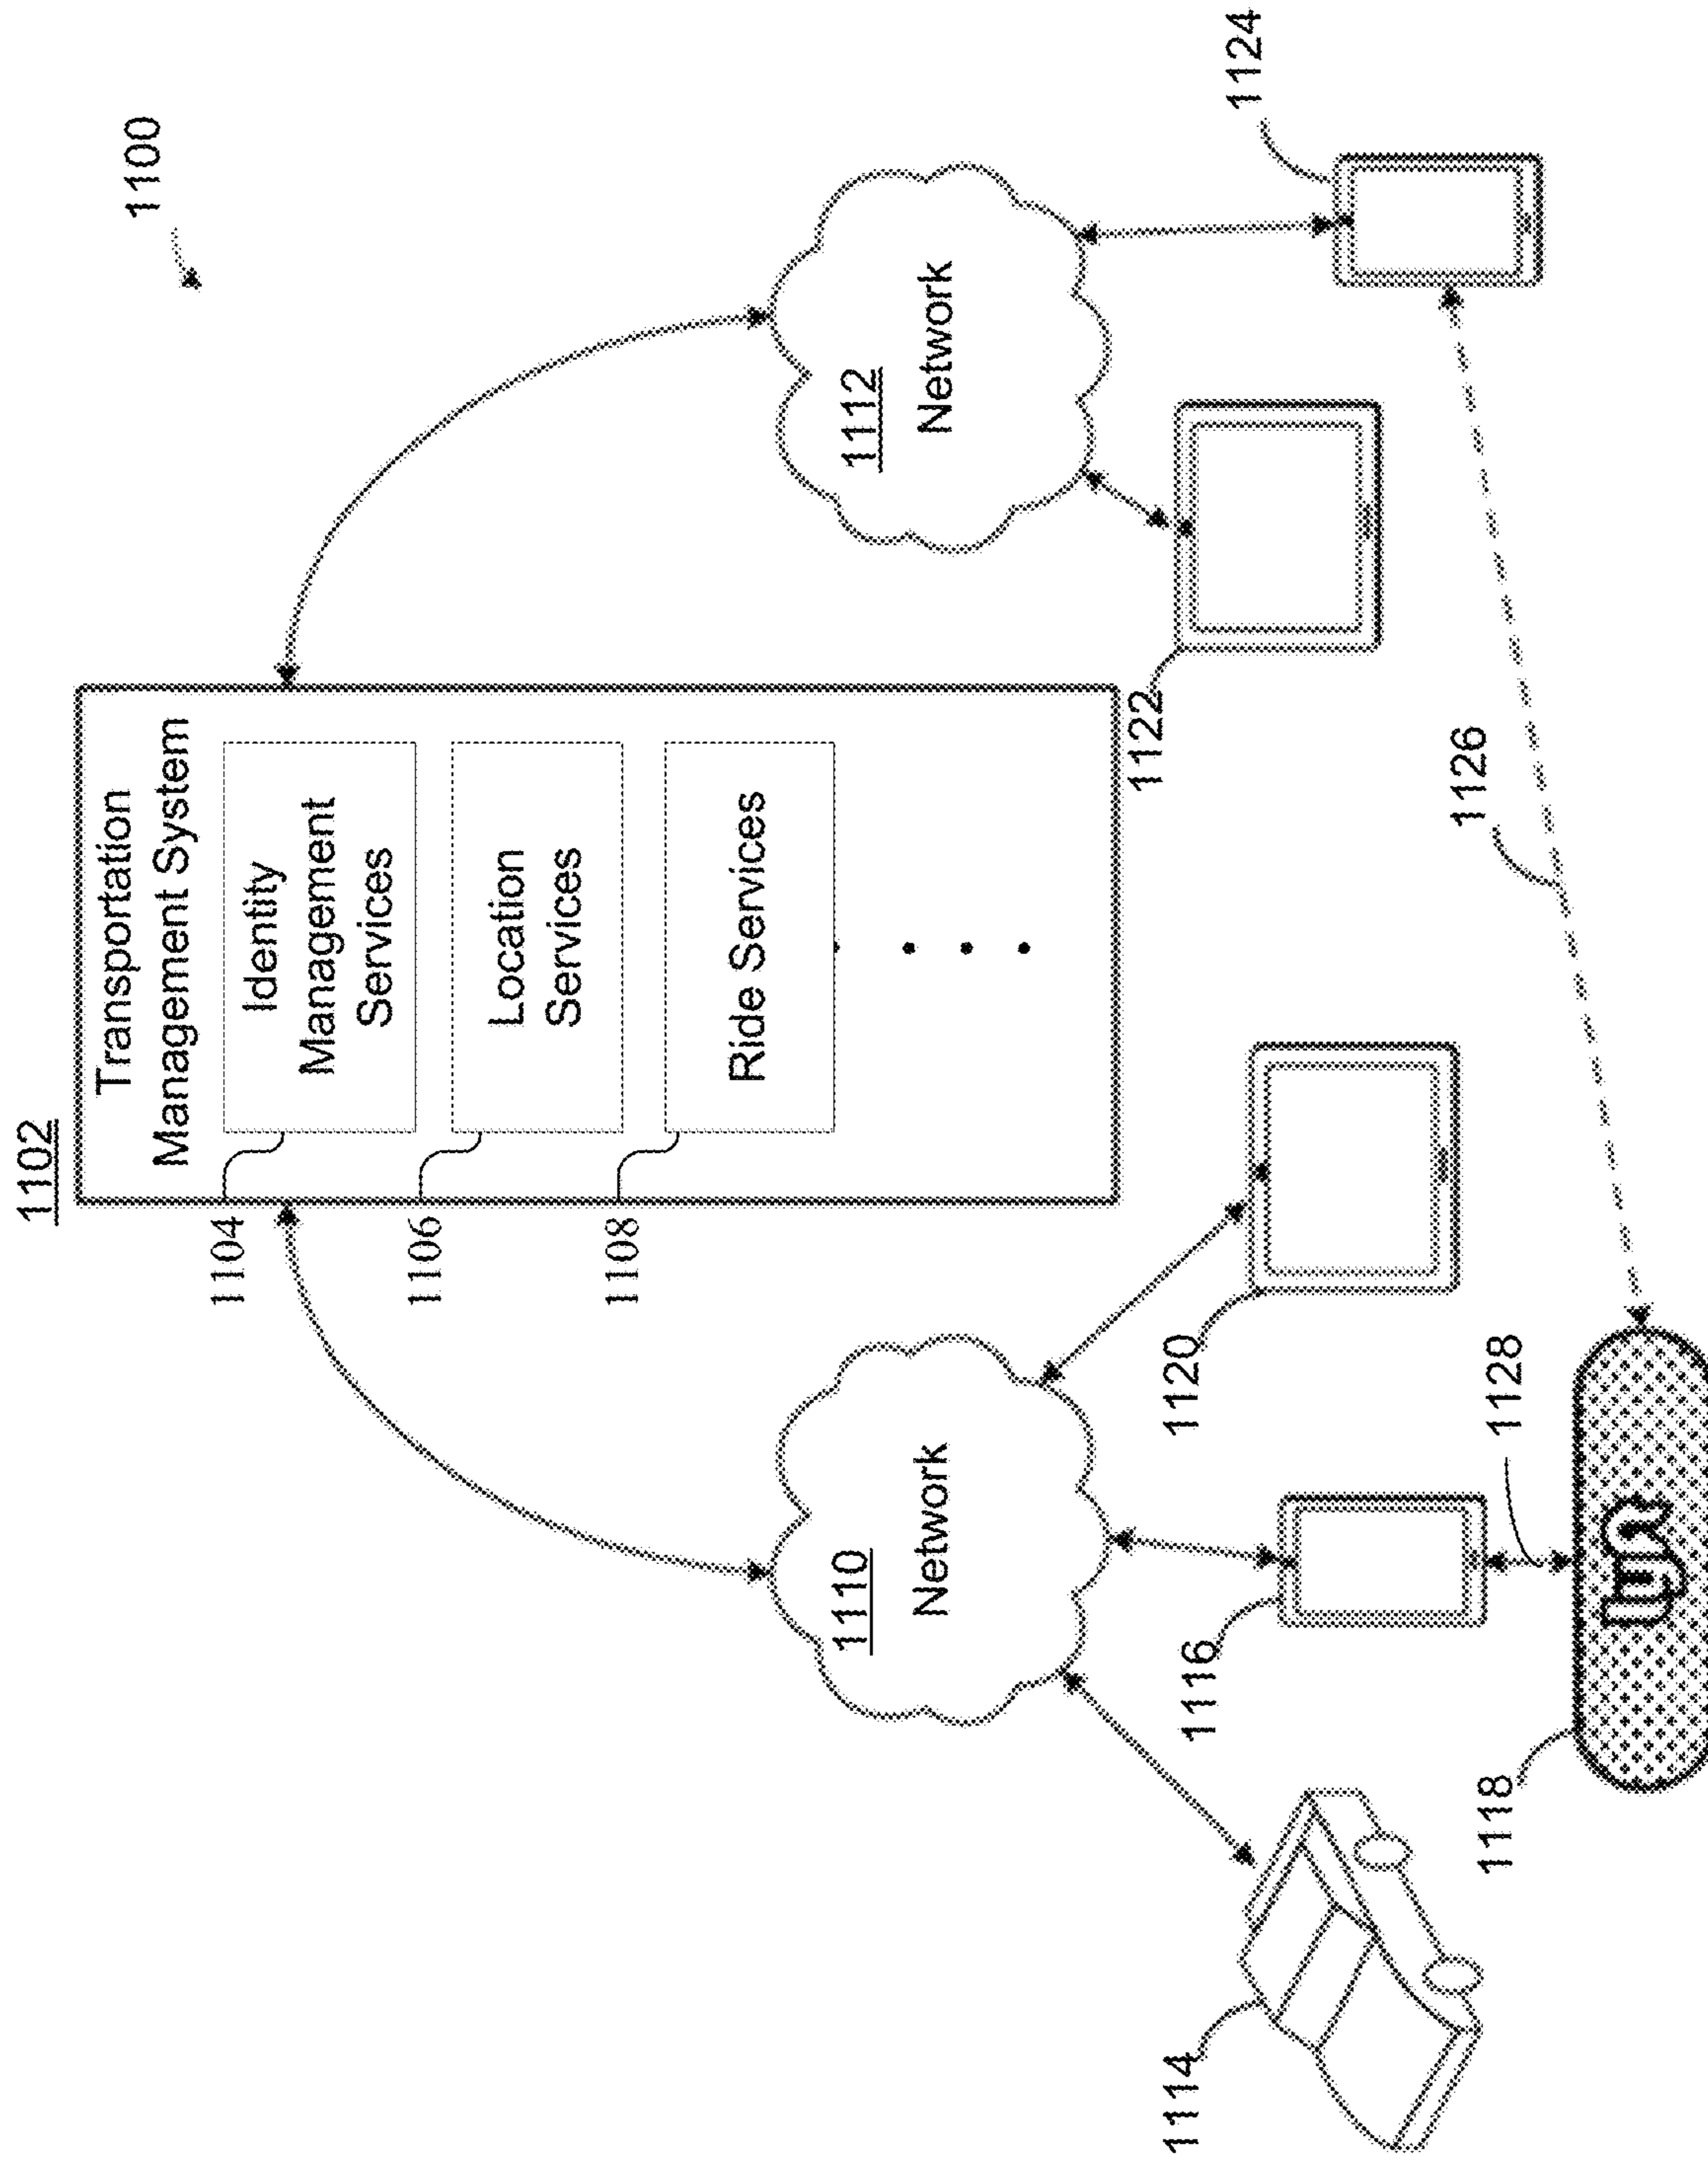 1100
1102
Transportation
Management System
1104
Identity
Management
Services
1106
Location
Services
1108
Ride Services
1110
Network
1112
Network
1114
1116
1118
1120
1122
1124
1126
1128